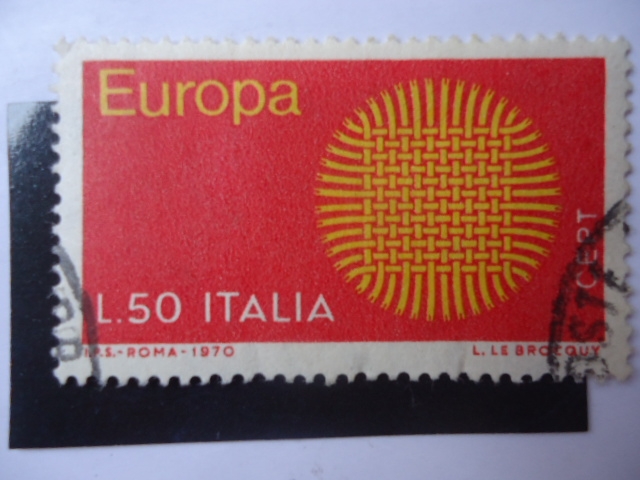 Europa
CEPT
L.50 ITALIA
I.P.S.-ROMA-1970
L. LE BROCQUY